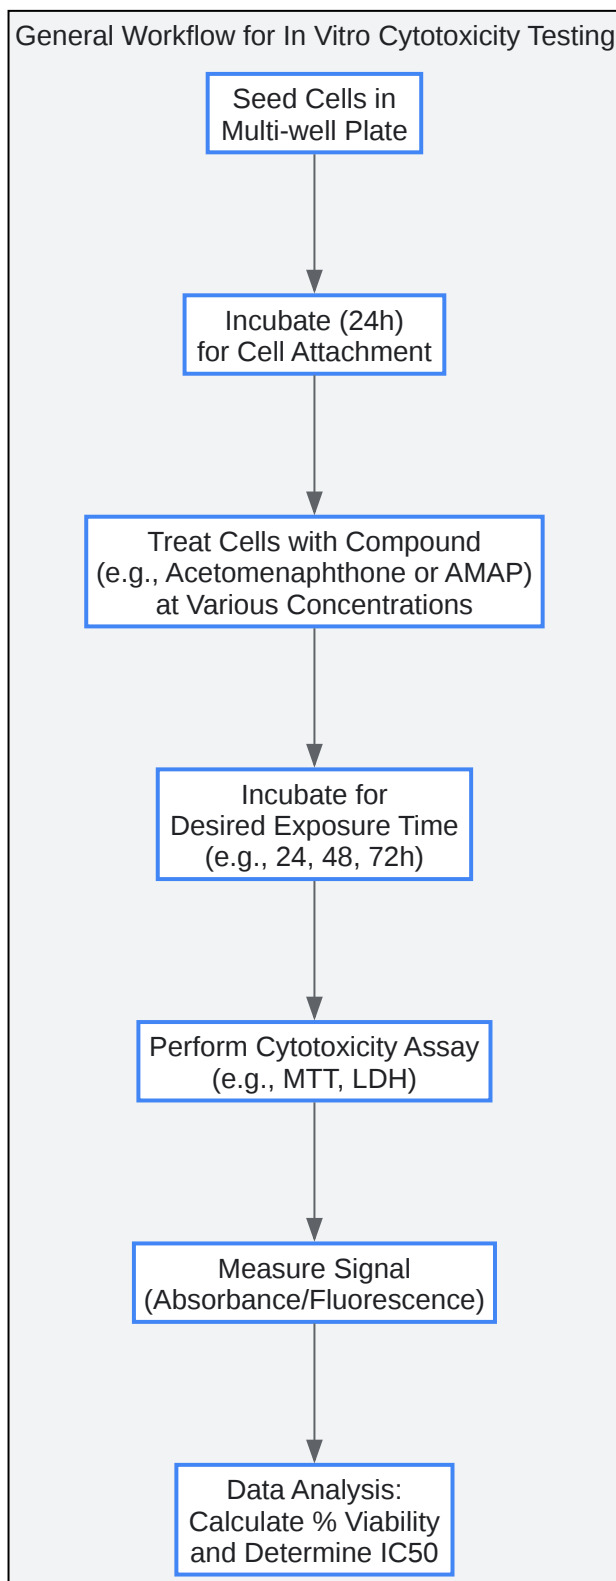 General Workflow for In Vitro Cytotoxicity Testing
Seed Cells in
Multi-well Plate
Incubate (24h)
for Cell Attachment
Treat Cells with Compound
(e.g., Acetomenaphthone or AMAP)
at Various Concentrations
Incubate for
Desired Exposure Time
(e.g., 24, 48, 72h)
Perform Cytotoxicity Assay
(e.g., MTT, LDH)
Measure Signal
(Absorbance/Fluorescence)
Data Analysis:
Calculate % Viability
and Determine IC50